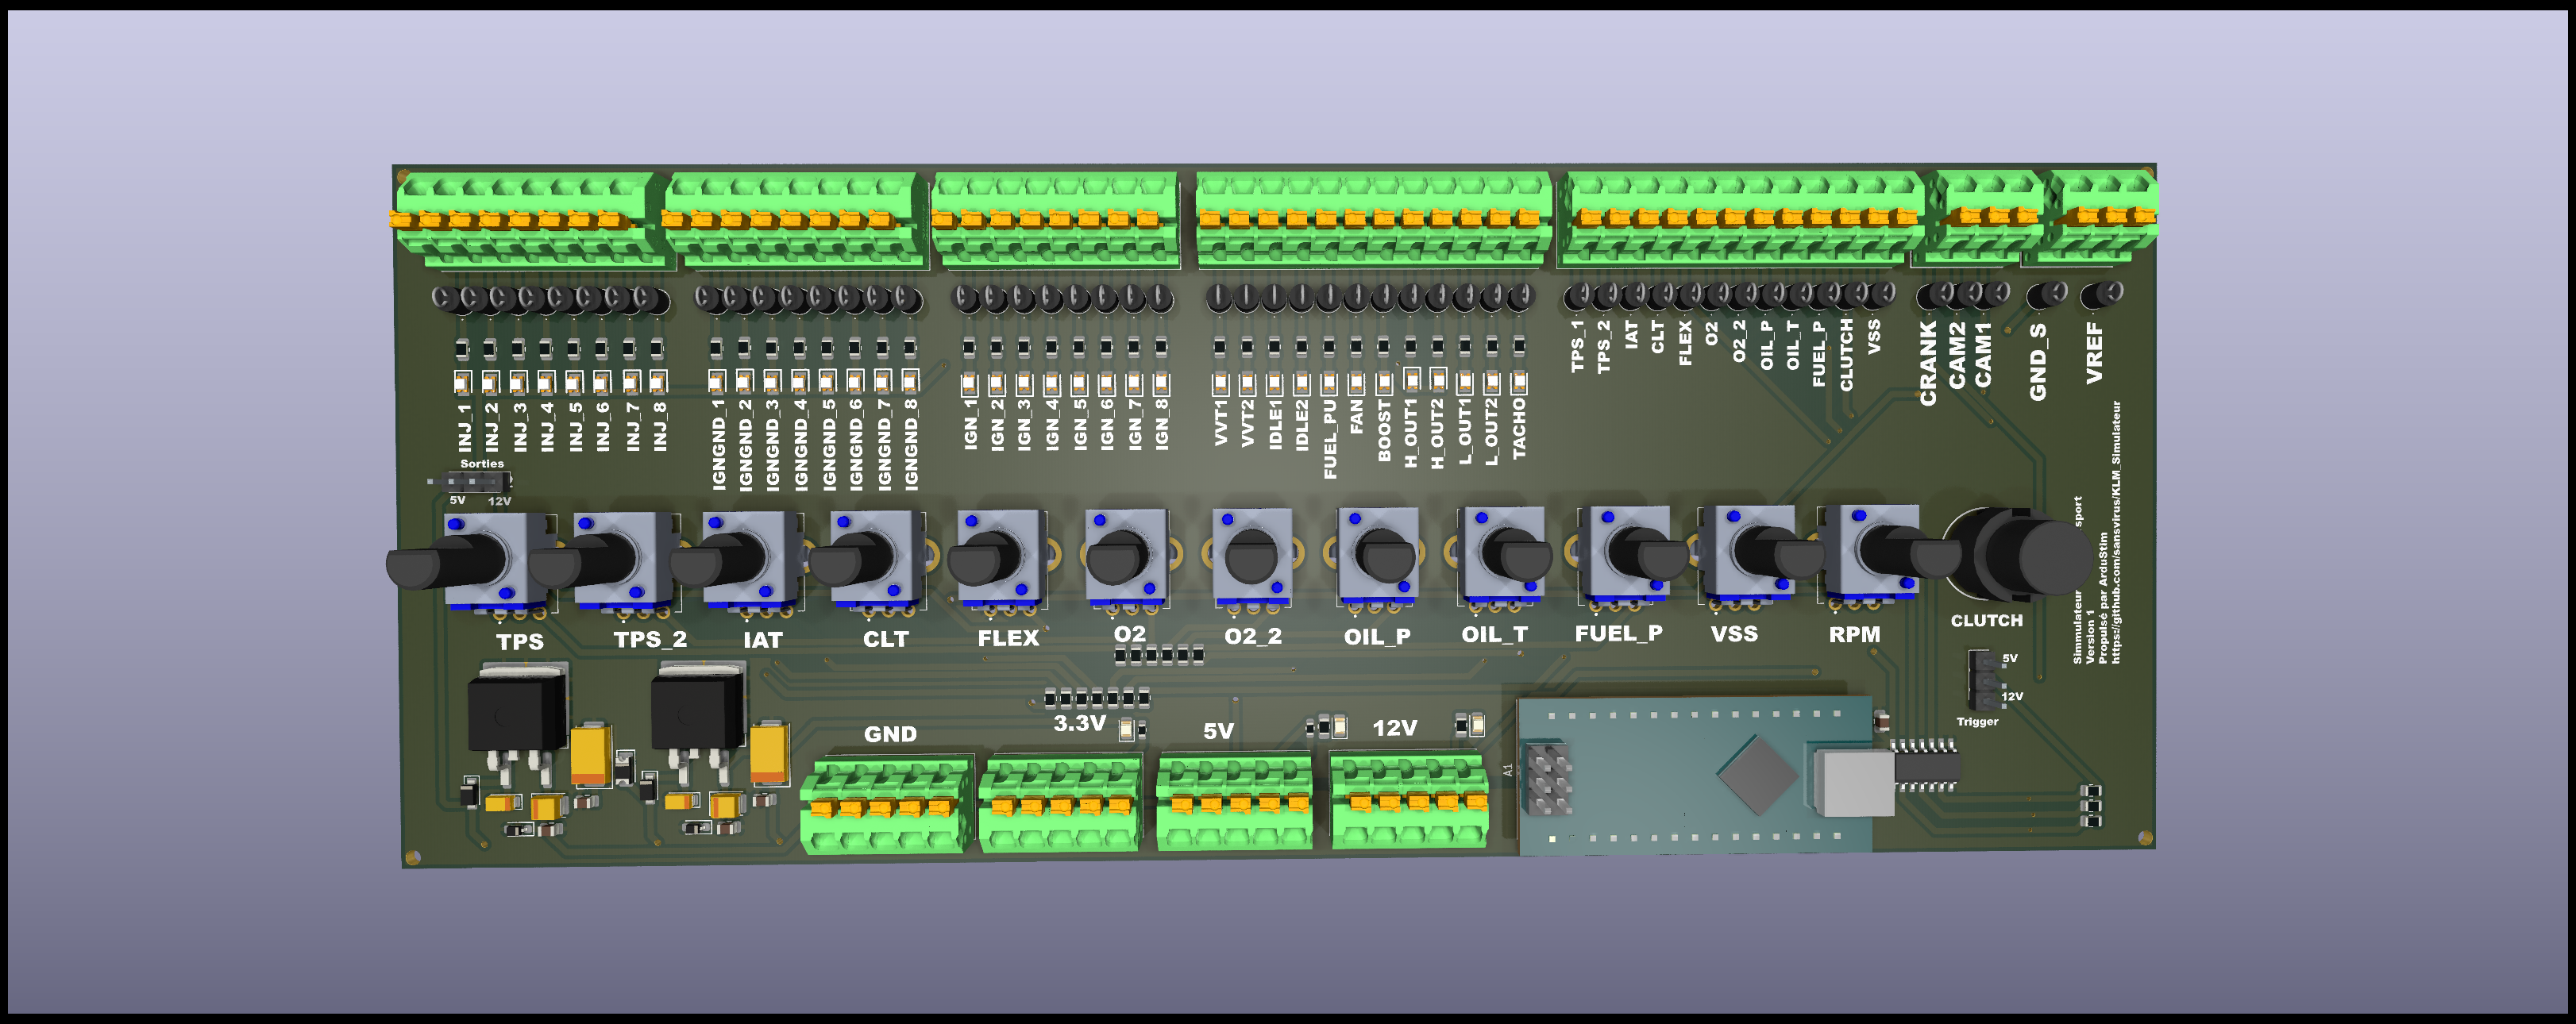 INJ_1 INJ_2 INJ_3 INJ_4 INJ_5 INJ_6 INJ_7 INJ_8
IGNGND_1 IGNGND_2 IGNGND_3 IGNGND_4 IGNGND_5 IGNGND_6 IGNGND_7 IGNGND_8
IGN_1 IGN_2 IGN_3 IGN_4 IGN_5 IGN_6 IGN_7 IGN_8
VVT1 VVT2 IDLE1 IDLE2 FUEL_PU FAN BOOST H_OUT1 H_OUT2 L_OUT1 L_OUT2 TACHO
TPS_1 TPS_2 IAT CLT FLEX O2 O2_2 OIL_P OIL_T FUEL_P CLUTCH VSS
CRANK CAM2 CAM1 GND_S VREF
Sorties
5V 12V
TPS TPS_2 IAT CLT FLEX O2 O2_2 OIL_P OIL_T FUEL_P VSS RPM CLUTCH
Simmulateur sport
Version 1
Propulsé par ArduStim
https://github.com/sansvirus/KLM_Simulateur
5V
12V
Trigger
GND 3.3V 5V 12V
A1